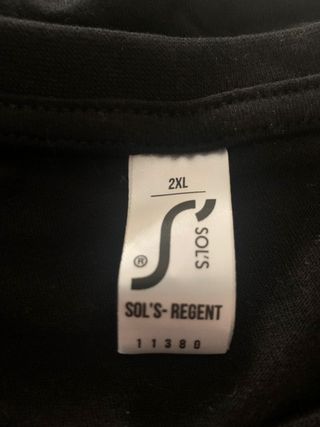 2XL
S
SOL'S
®
SOL'S- REGENT
11380